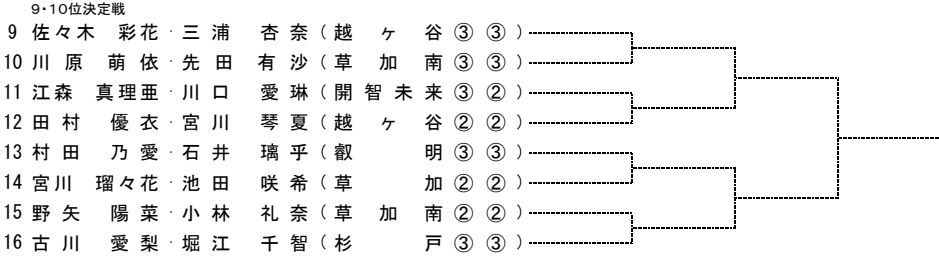 9・10位決定戦
9 佐々木 彩花・三浦 杏奈(越ヶ谷③③)
10 川原 萌依・先田 有沙(草加南③③)
11 江森 真理亜・川口 愛琳(開智未来③②)
12 田村 優衣・宮川 琴夏(越ヶ谷②②)
13 村田 乃愛・石井 璃乎(叡明③③)
14 宮川 瑠々花・池田 咲希(草加②②)
15 野矢 陽菜・小林 礼奈(草加南②②)
16 古川 愛梨・堀江 千智(杉戸③③)